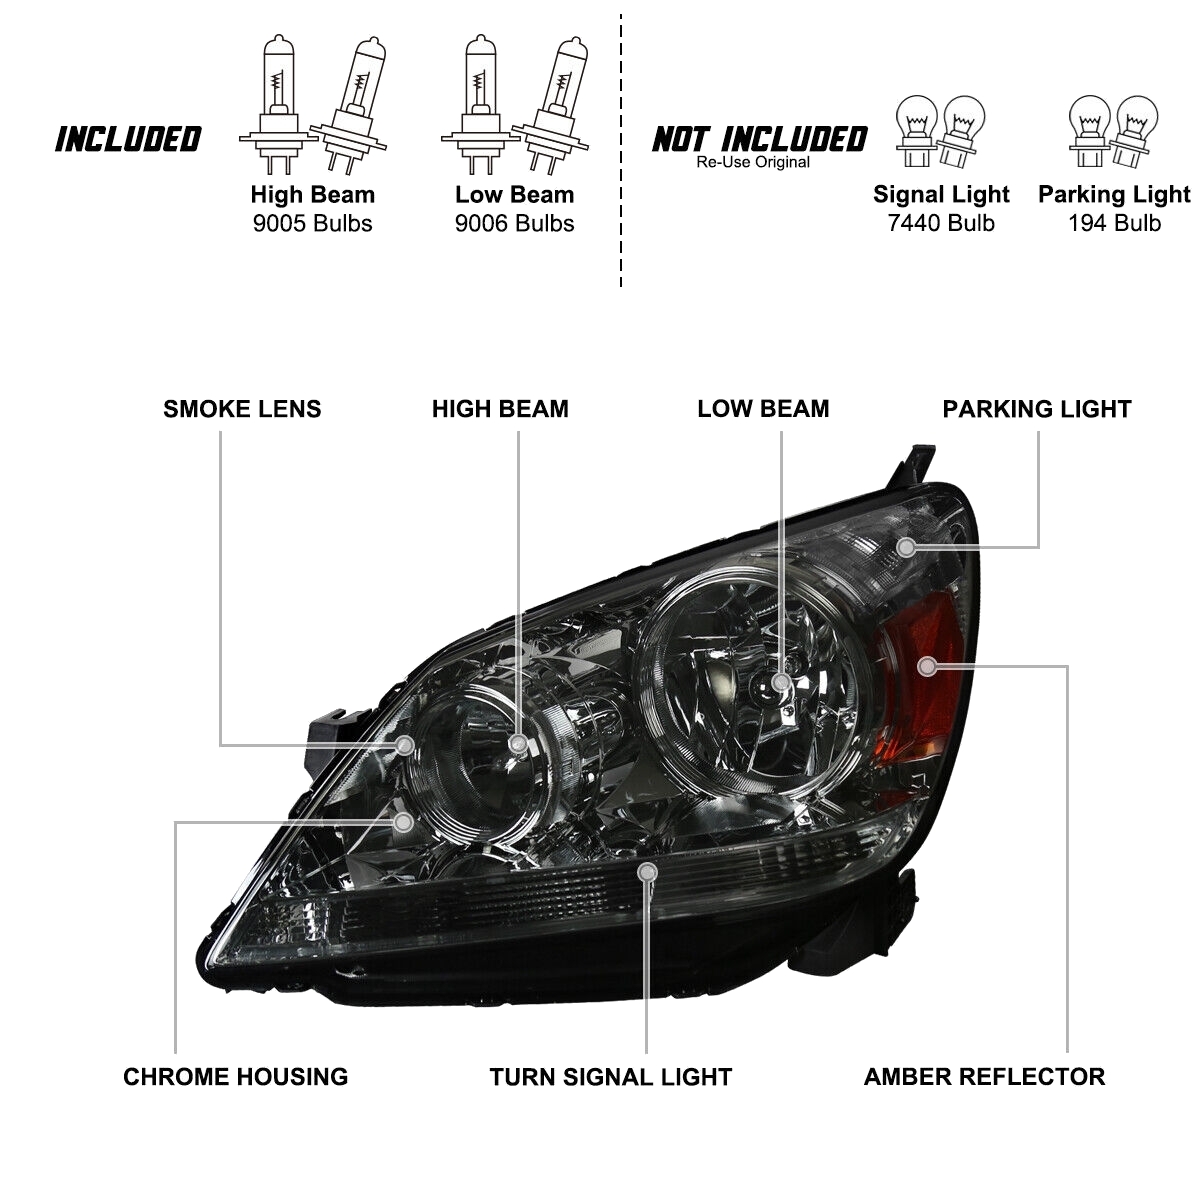 INCLUDED
High Beam
9005 Bulbs
Low Beam
9006 Bulbs
NOT INCLUDED
Re-Use Original
Signal Light
7440 Bulb
Parking Light
194 Bulb
SMOKE LENS
HIGH BEAM
LOW BEAM
PARKING LIGHT
CHROME HOUSING
TURN SIGNAL LIGHT
AMBER REFLECTOR